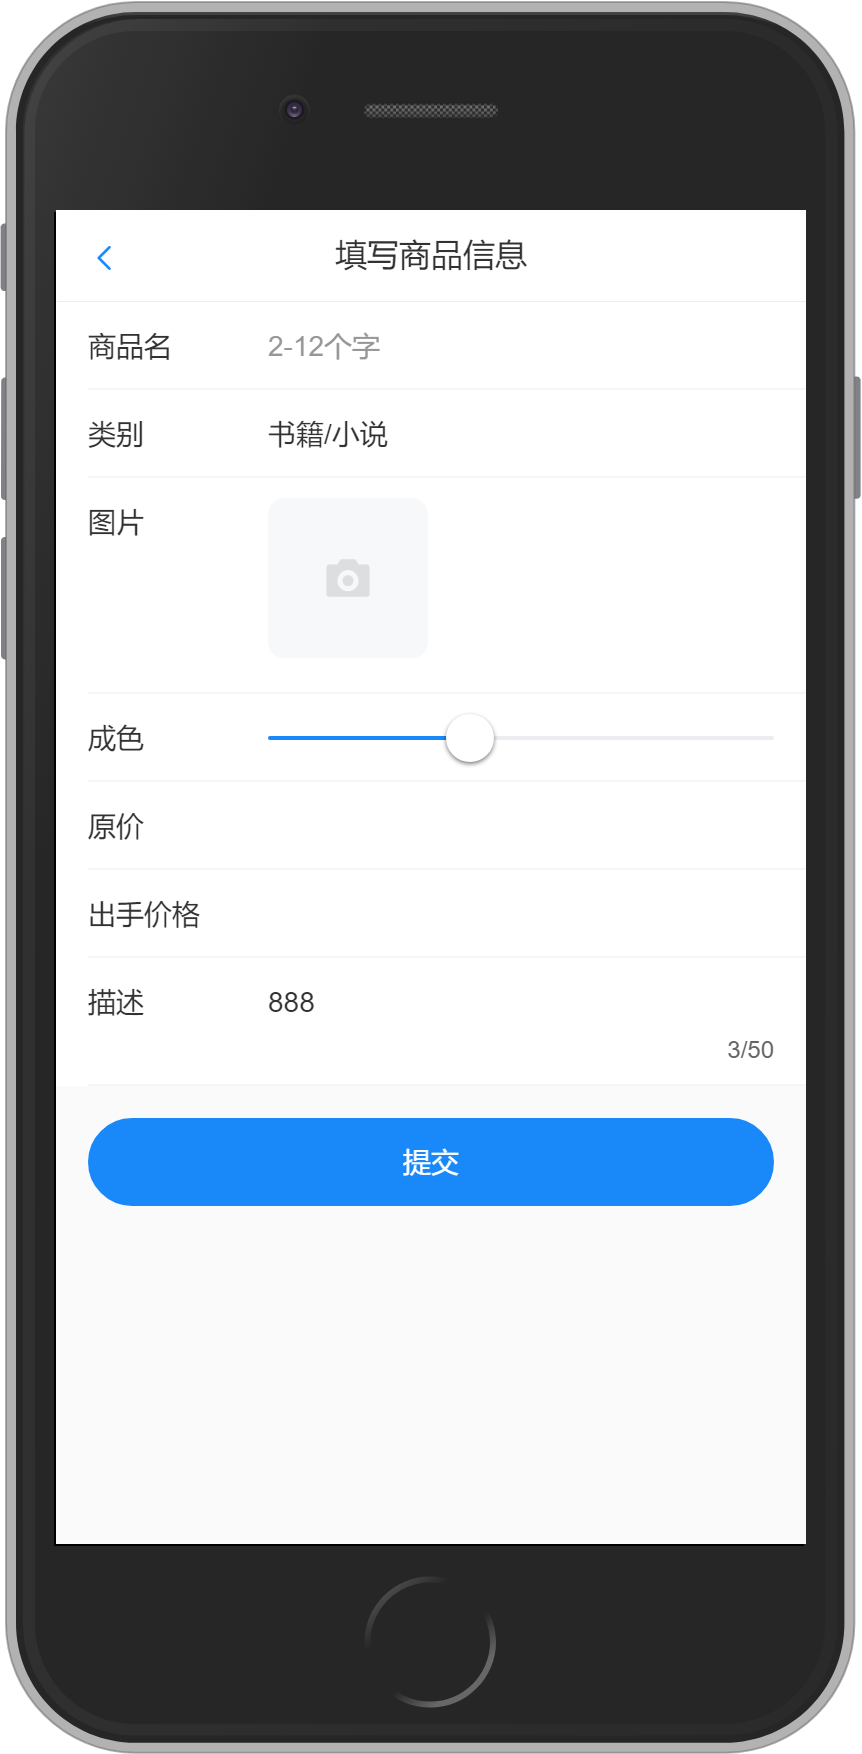 填写商品信息
商品名 2-12个字
类别 书籍/小说
图片
成色
原价
出手价格
描述 888
3/50
提交